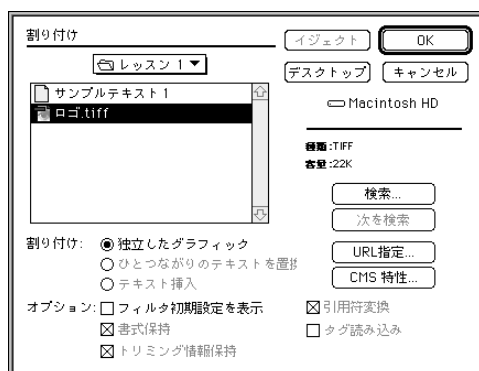 割り付け
イジェクト OK
レッスン 1
デスクトップ キャンセル
サンプルテキスト 1
ロゴ.tiff
Macintosh HD
種類:TIFF
容量:22K
検索...
次を検索
割り付け: 独立したグラフィック
URL指定...
ひとつながりのテキストを置換
CMS 特性...
テキスト挿入
オプション: フィルタ初期設定を表示
引用符変換
書式保持
タグ読み込み
トリミング情報保持